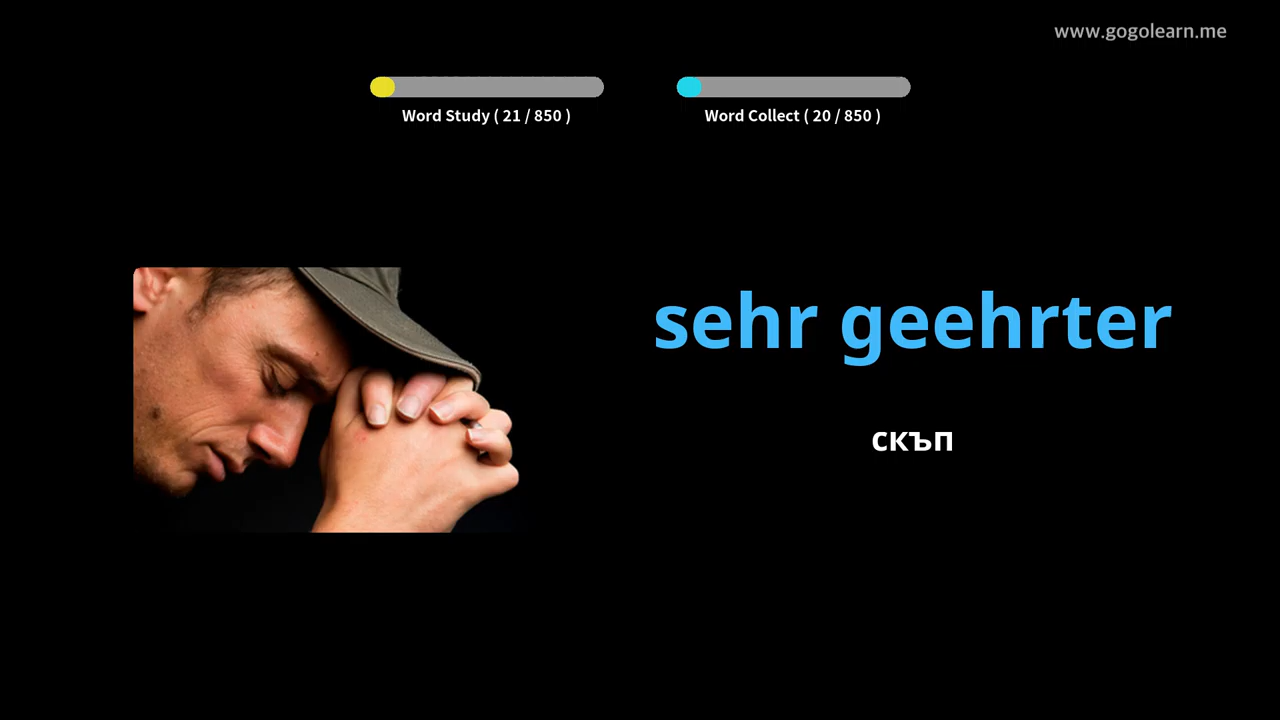 www.gogolearn.me
Word Study ( 21 / 850 )
Word Collect ( 20 / 850 )
sehr geehrter
скъп